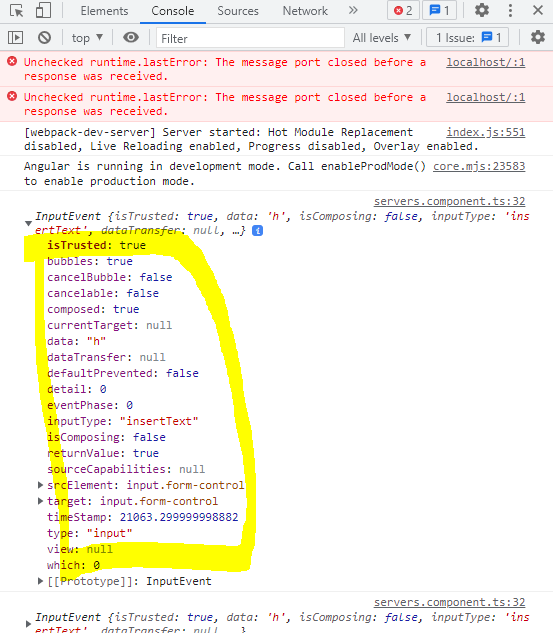 Elements Console Sources Network » 2 1
top ▼ Filter All levels ▼ 1 Issue: 1
Unchecked runtime.lastError: The message port closed before a localhost/:1
response was received.
Unchecked runtime.lastError: The message port closed before a localhost/:1
response was received.
[webpack-dev-server] Server started: Hot Module Replacement index.js:551
disabled, Live Reloading enabled, Progress disabled, Overlay enabled.
Angular is running in development mode. Call enableProdMode() core.mjs:23583
to enable production mode.
servers.component.ts:32
InputEvent {isTrusted: true, data: 'h', isComposing: false, inputType: 'ins
ertText', dataTransfer: null, …} i
isTrusted: true
bubbles: true
cancelBubble: false
cancelable: false
composed: true
currentTarget: null
data: "h"
dataTransfer: null
defaultPrevented: false
detail: 0
eventPhase: 0
inputType: "insertText"
isComposing: false
returnValue: true
sourceCapabilities: null
srcElement: input.form-control
target: input.form-control
timeStamp: 21063.299999998882
type: "input"
view: null
which: 0
[[Prototype]]: InputEvent
servers.component.ts:32
InputEvent {isTrusted: true, data: 'h', isComposing: false, inputType: 'ins
ertText', dataTransfer: null, …}